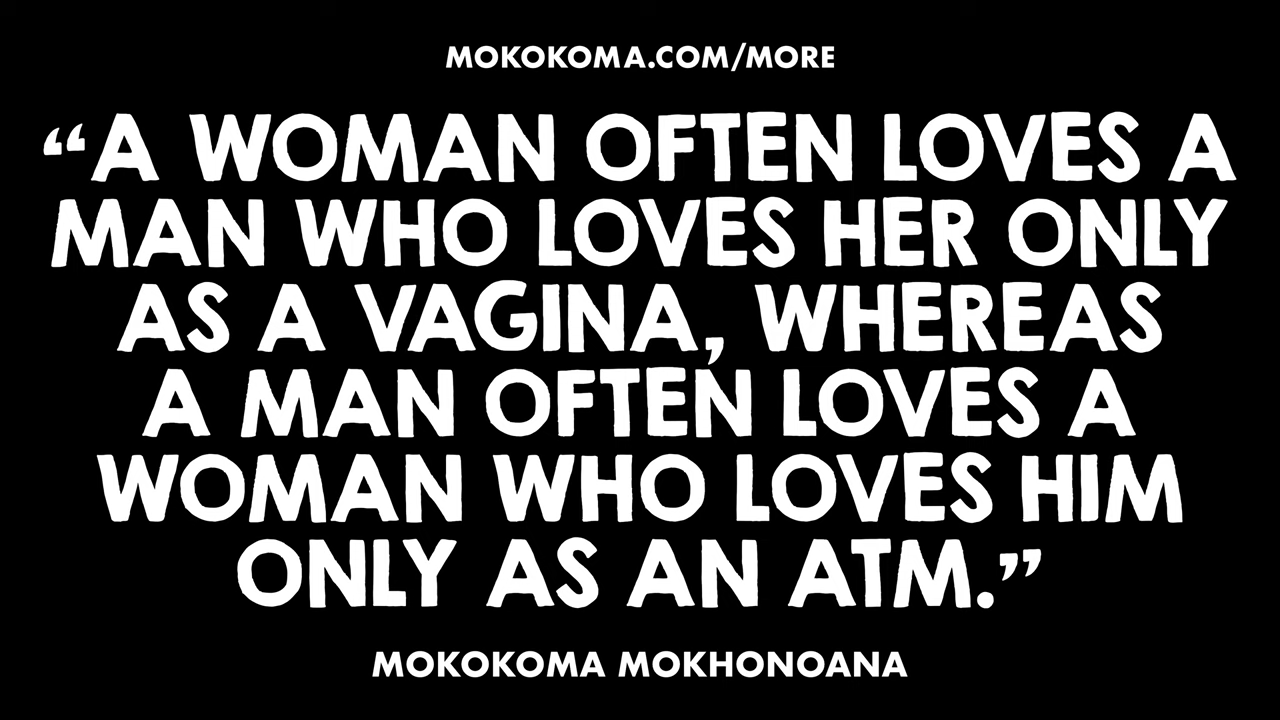 MOKOKOMA.COM/MORE
“A WOMAN OFTEN LOVES A
MAN WHO LOVES HER ONLY
AS A VAGINA, WHEREAS
A MAN OFTEN LOVES A
WOMAN WHO LOVES HIM
ONLY AS AN ATM.”
MOKOKOMA MOKHONOANA